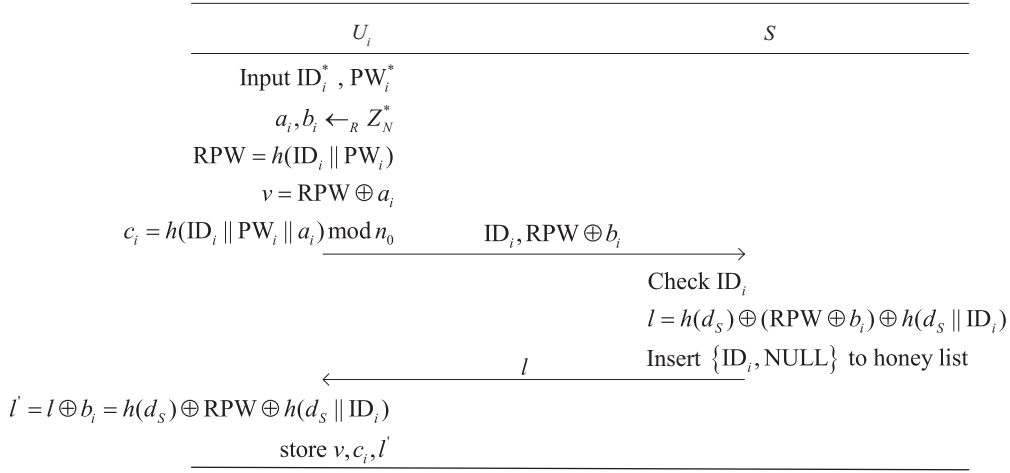 U_i S
Input ID_i^* , PW_i^*
a_i,b_i ←_R Z_N^*
RPW = h(ID_i || PW_i)
v = RPW ⊕ a_i
c_i = h(ID_i || PW_i || a_i) mod n_0
ID_i, RPW ⊕ b_i
Check ID_i
l = h(d_S) ⊕ (RPW ⊕ b_i) ⊕ h(d_S || ID_i)
Insert {ID_i, NULL} to honey list
l
l' = l ⊕ b_i = h(d_S) ⊕ RPW ⊕ h(d_S || ID_i)
store v, c_i, l'